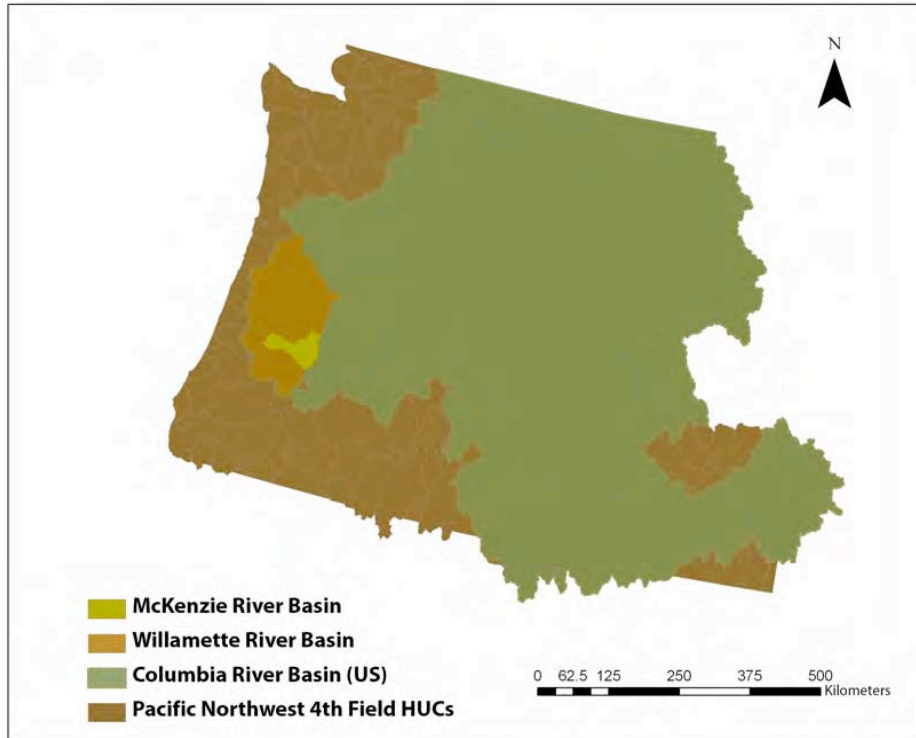 N
McKenzie River Basin
Willamette River Basin
Columbia River Basin (US)
Pacific Northwest 4th Field HUCs
0 62.5 125 250 375 500
Kilometers